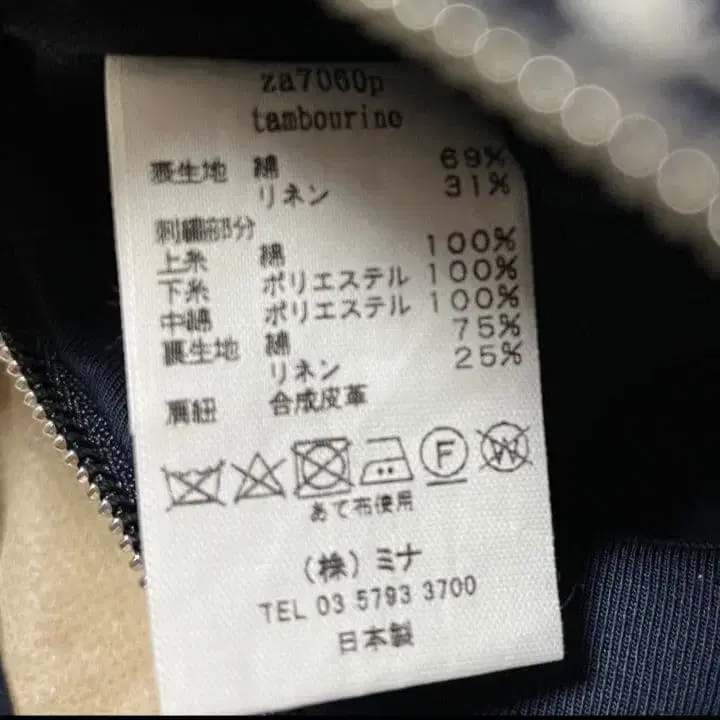 za7060p
tambourine
表生地 綿 69%
リネン 31%
刺繍部分
上糸 綿 100%
下糸 ポリエステル 100%
中綿 ポリエステル 100%
裏生地 綿 75%
リネン 25%
肩紐 合成皮革
F W
あて布使用
(株)ミナ
TEL 03 5793 3700
日本製